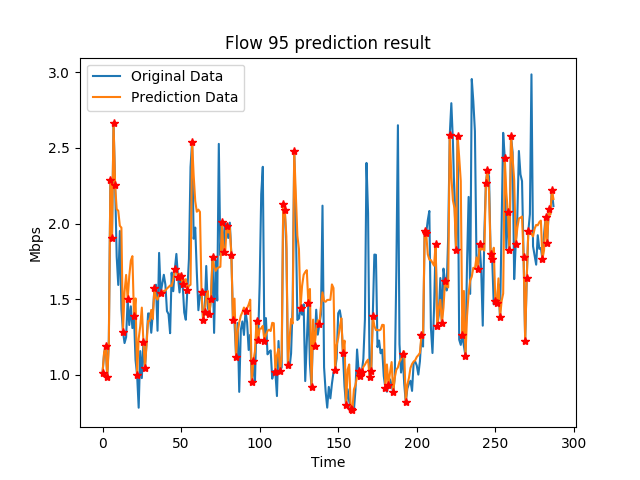 Flow 95 prediction result
Original Data
Prediction Data
3.0
2.5
2.0
1.5
1.0
Mbps
0 50 100 150 200 250 300
Time